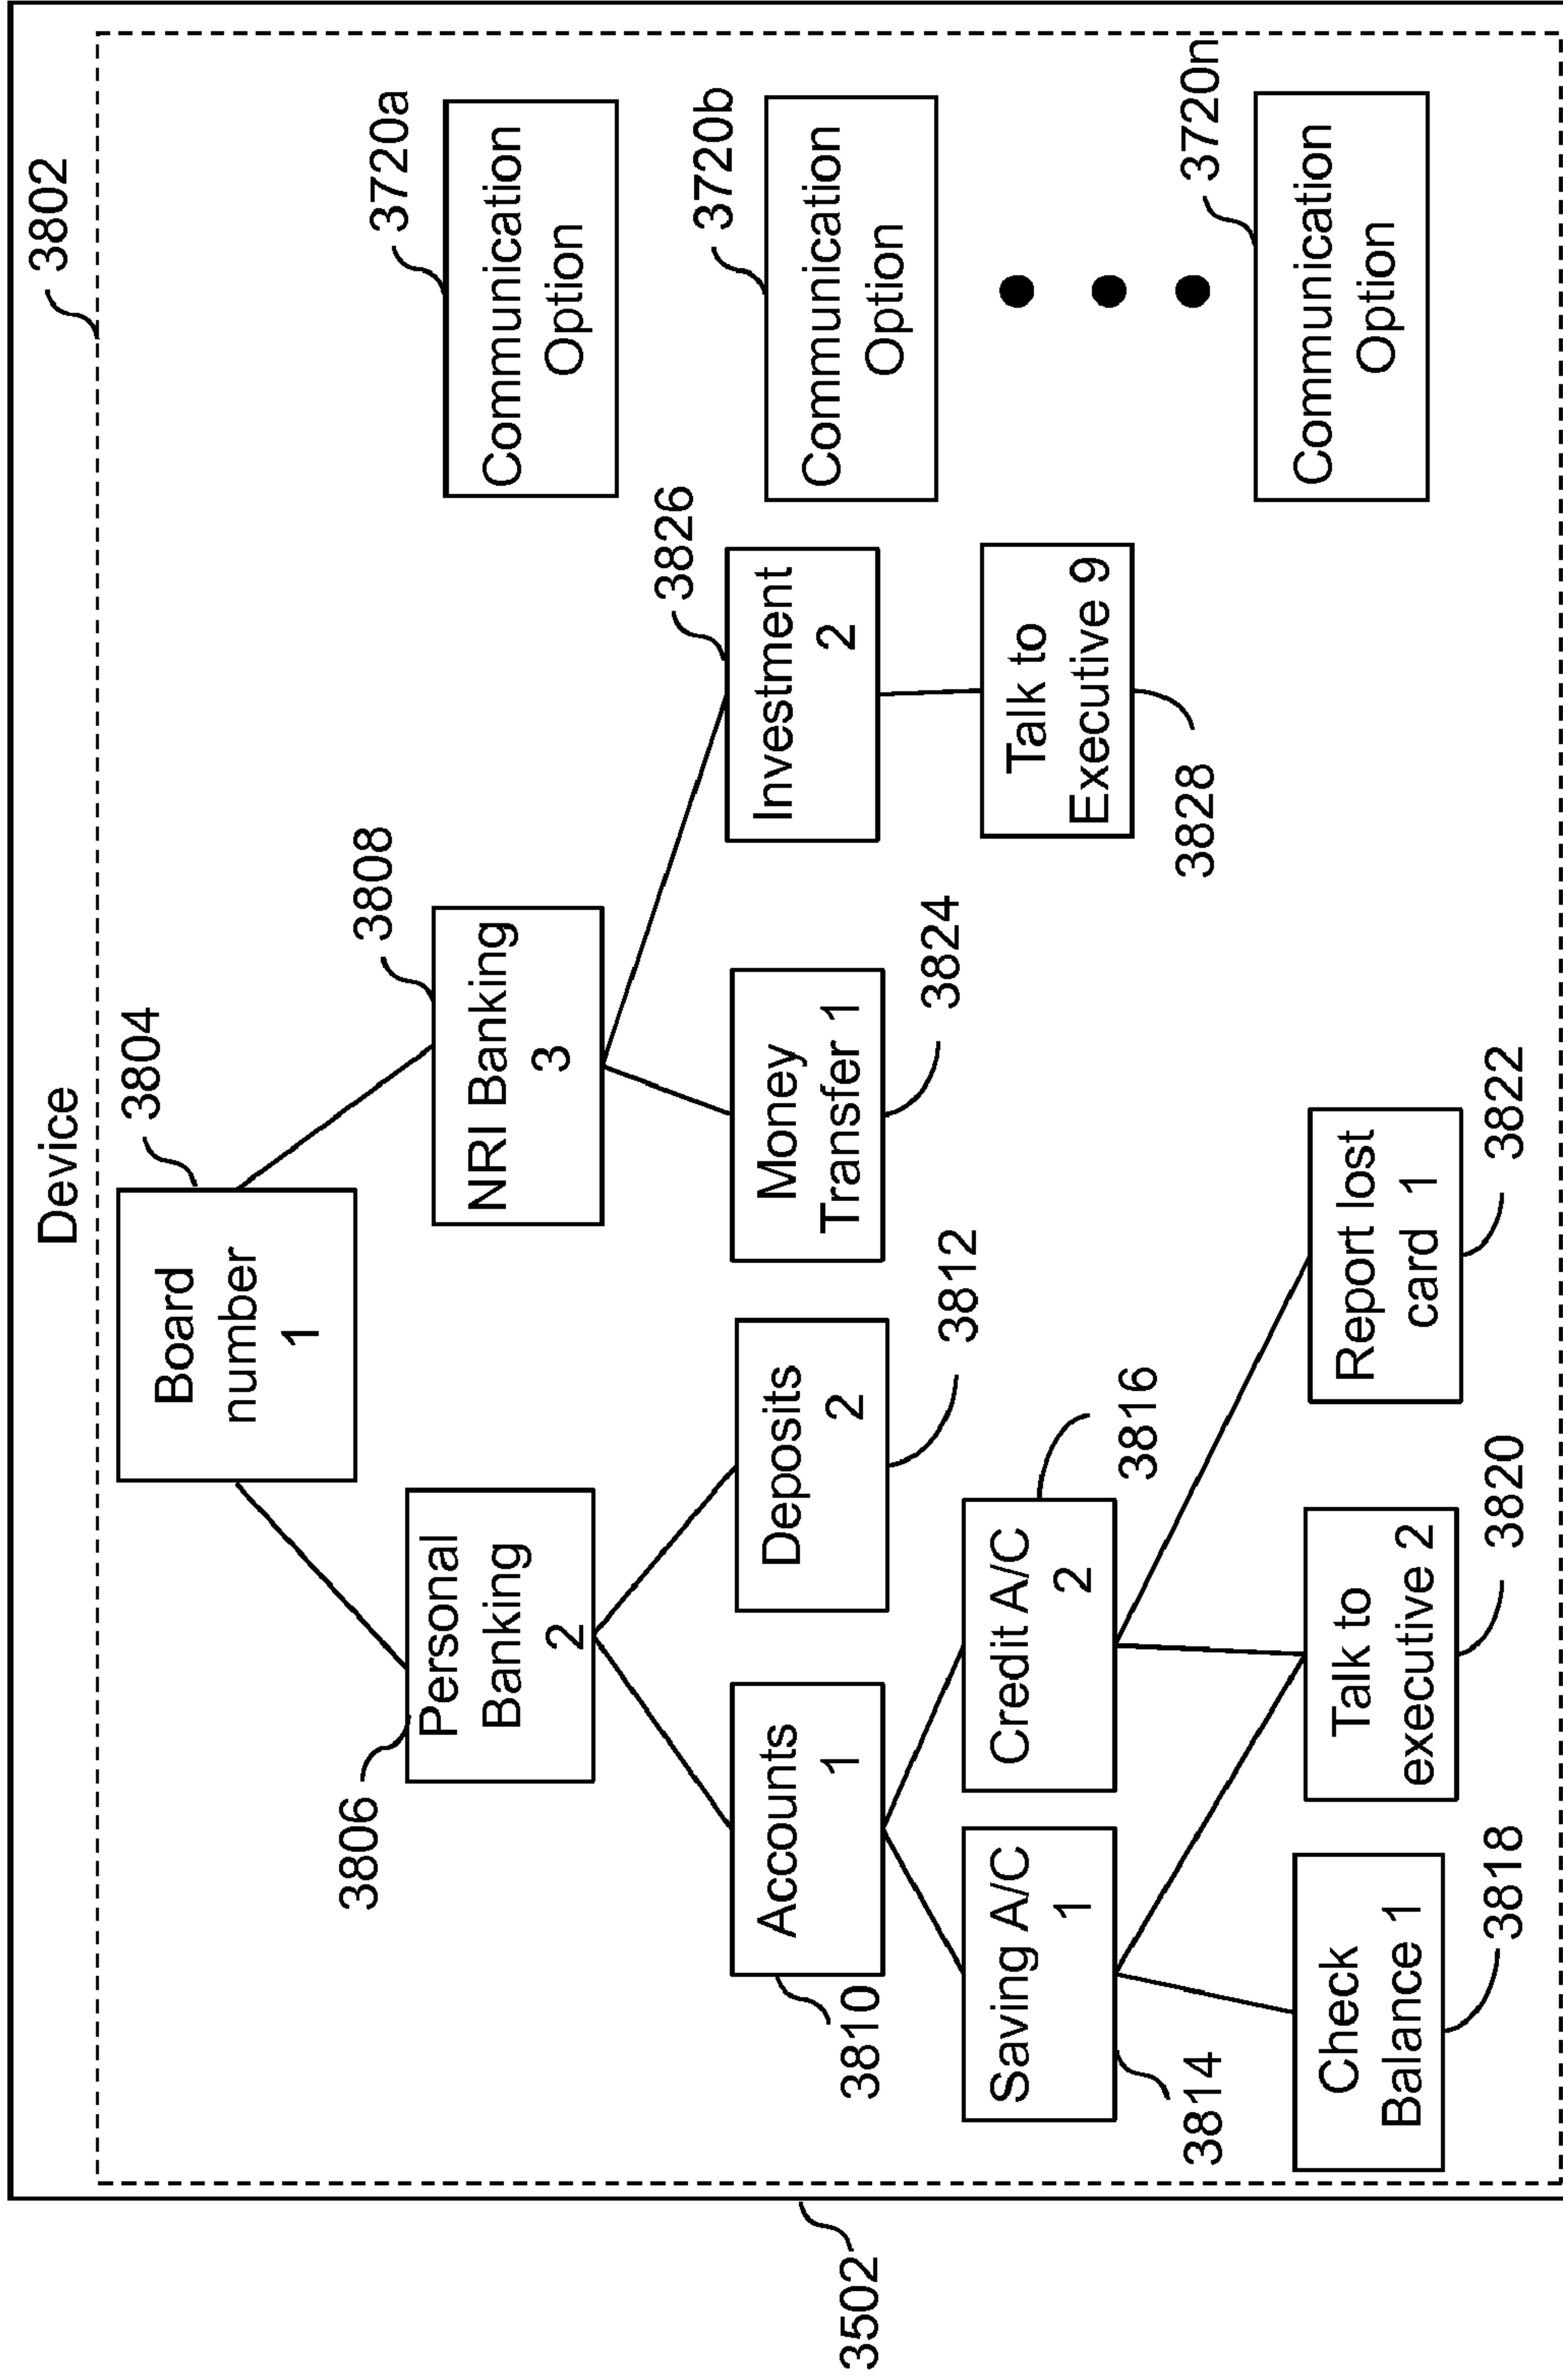 Device
3802
3804
Board
number
1
3806
Personal
Banking
2
3808
NRI Banking
3
3720a
Communication
Option
3810
Accounts
1
Deposits
2
3812
Money
Transfer 1
3824
3826
Investment
2
3720b
Communication
Option
3814
Saving A/C
1
Credit A/C
2
3816
Talk to
Executive 9
3828
Check
Balance 1
3818
Talk to
executive 2
3820
Report lost
card 1
3822
3720n
Communication
Option
3502